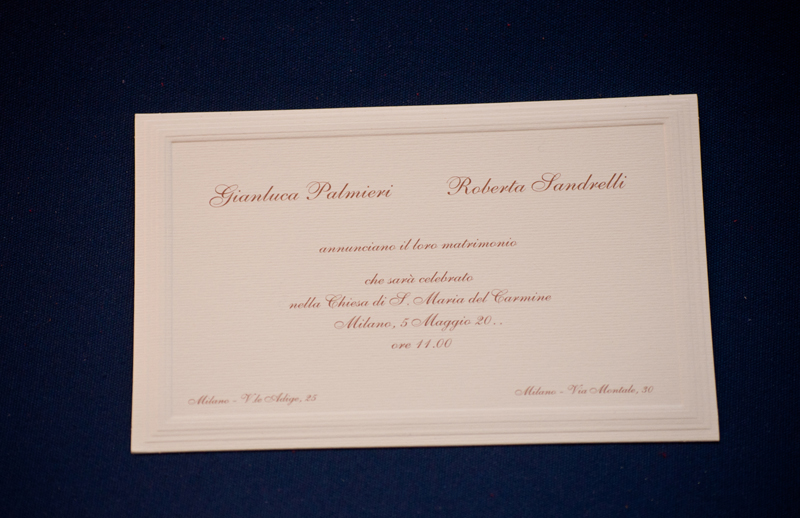 Gianluca Palmieri Roberta Sandrelli
annunciano il loro matrimonio
che sarà celebrato
nella Chiesa di S. Maria del Carmine
Milano, 5 Maggio 20..
ore 11.00
Milano - V.le Adige, 25 Milano - Via Montale, 30